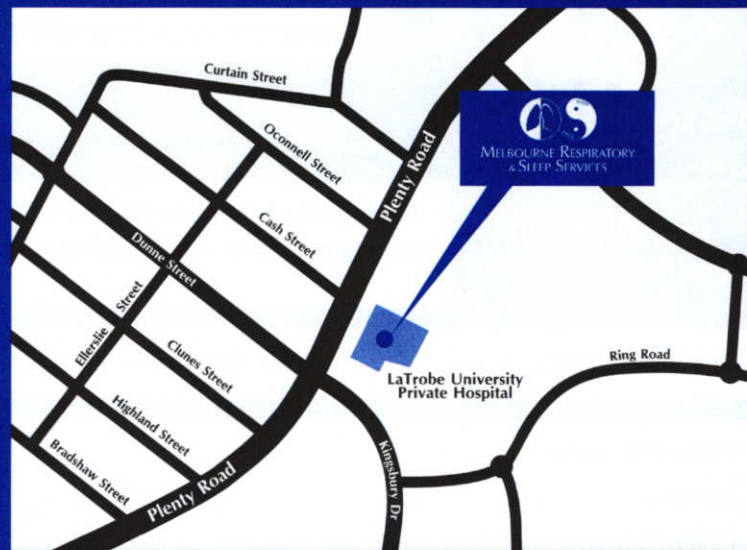 Curtain Street
Oconnell Street
Plenty Road
MELBOURNE RESPIRATORY
& SLEEP SERVICES
Cash Street
Dunne Street
Ellerslie Street
Clunes Street
LaTrobe University
Private Hospital
Ring Road
Highland Street
Bradshaw Street
Kingsbury Dr
Plenty Road